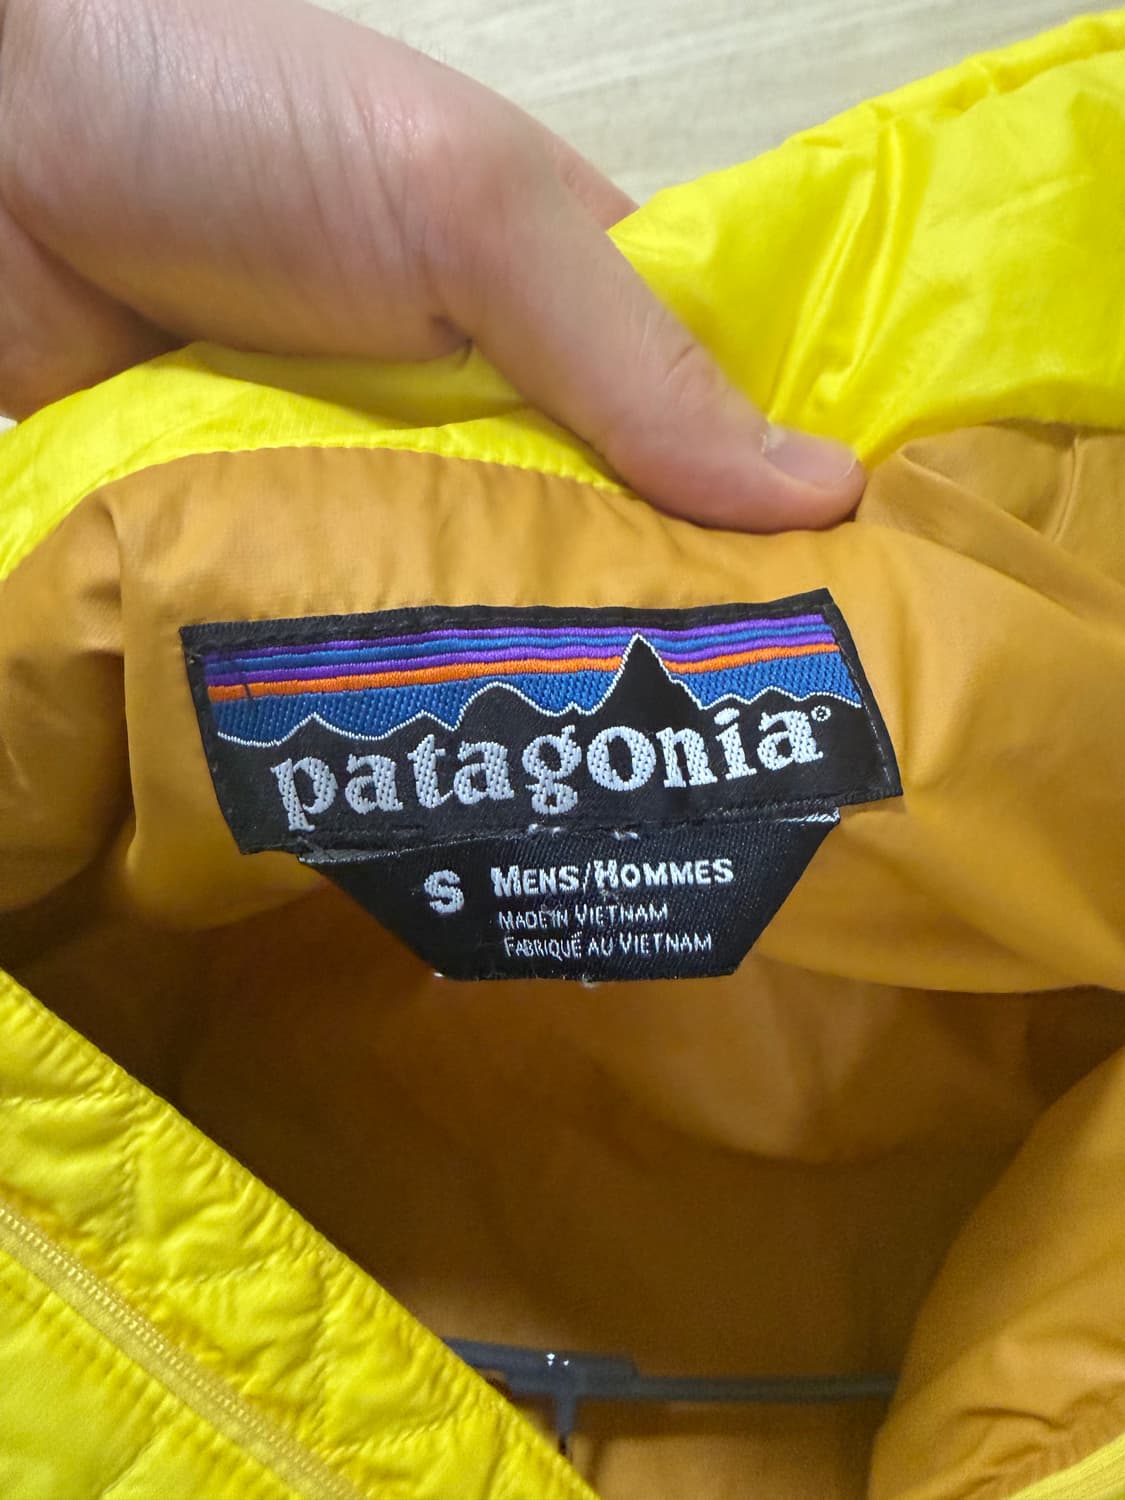 patagonia®
S MENS/HOMMES
MADE IN VIETNAM
FABRIQUÉ AU VIETNAM